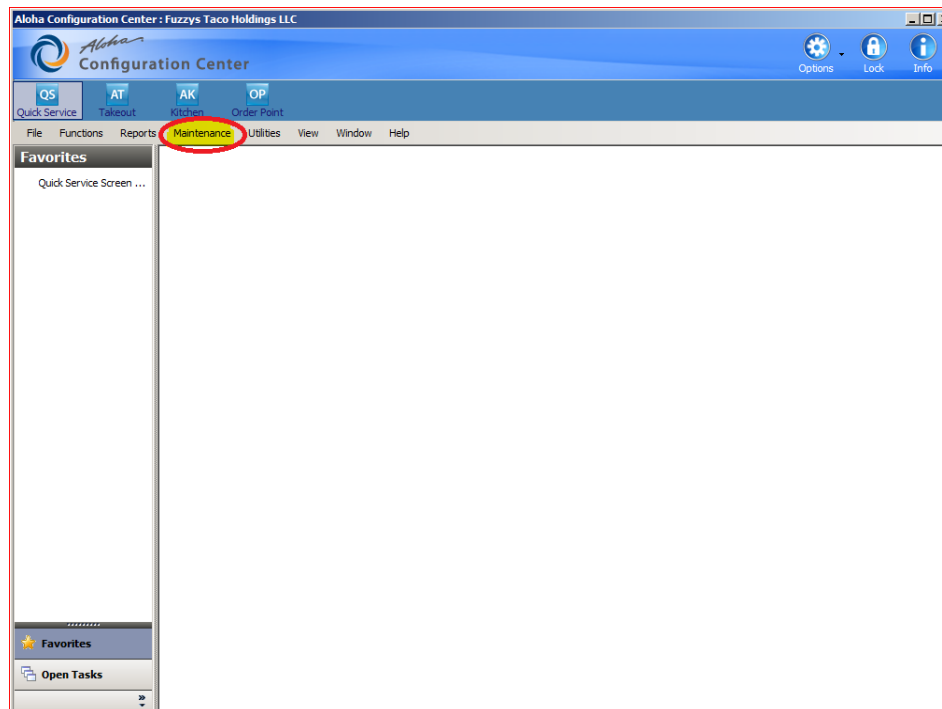 Aloha Configuration Center : Fuzzys Taco Holdings LLC
Aloha
Configuration Center
Options Lock Info
QS AT AK OP
Quick Service Takeout Kitchen Order Point
File Functions Reports Maintenance Utilities View Window Help
Favorites
Quick Service Screen ...
Favorites
Open Tasks